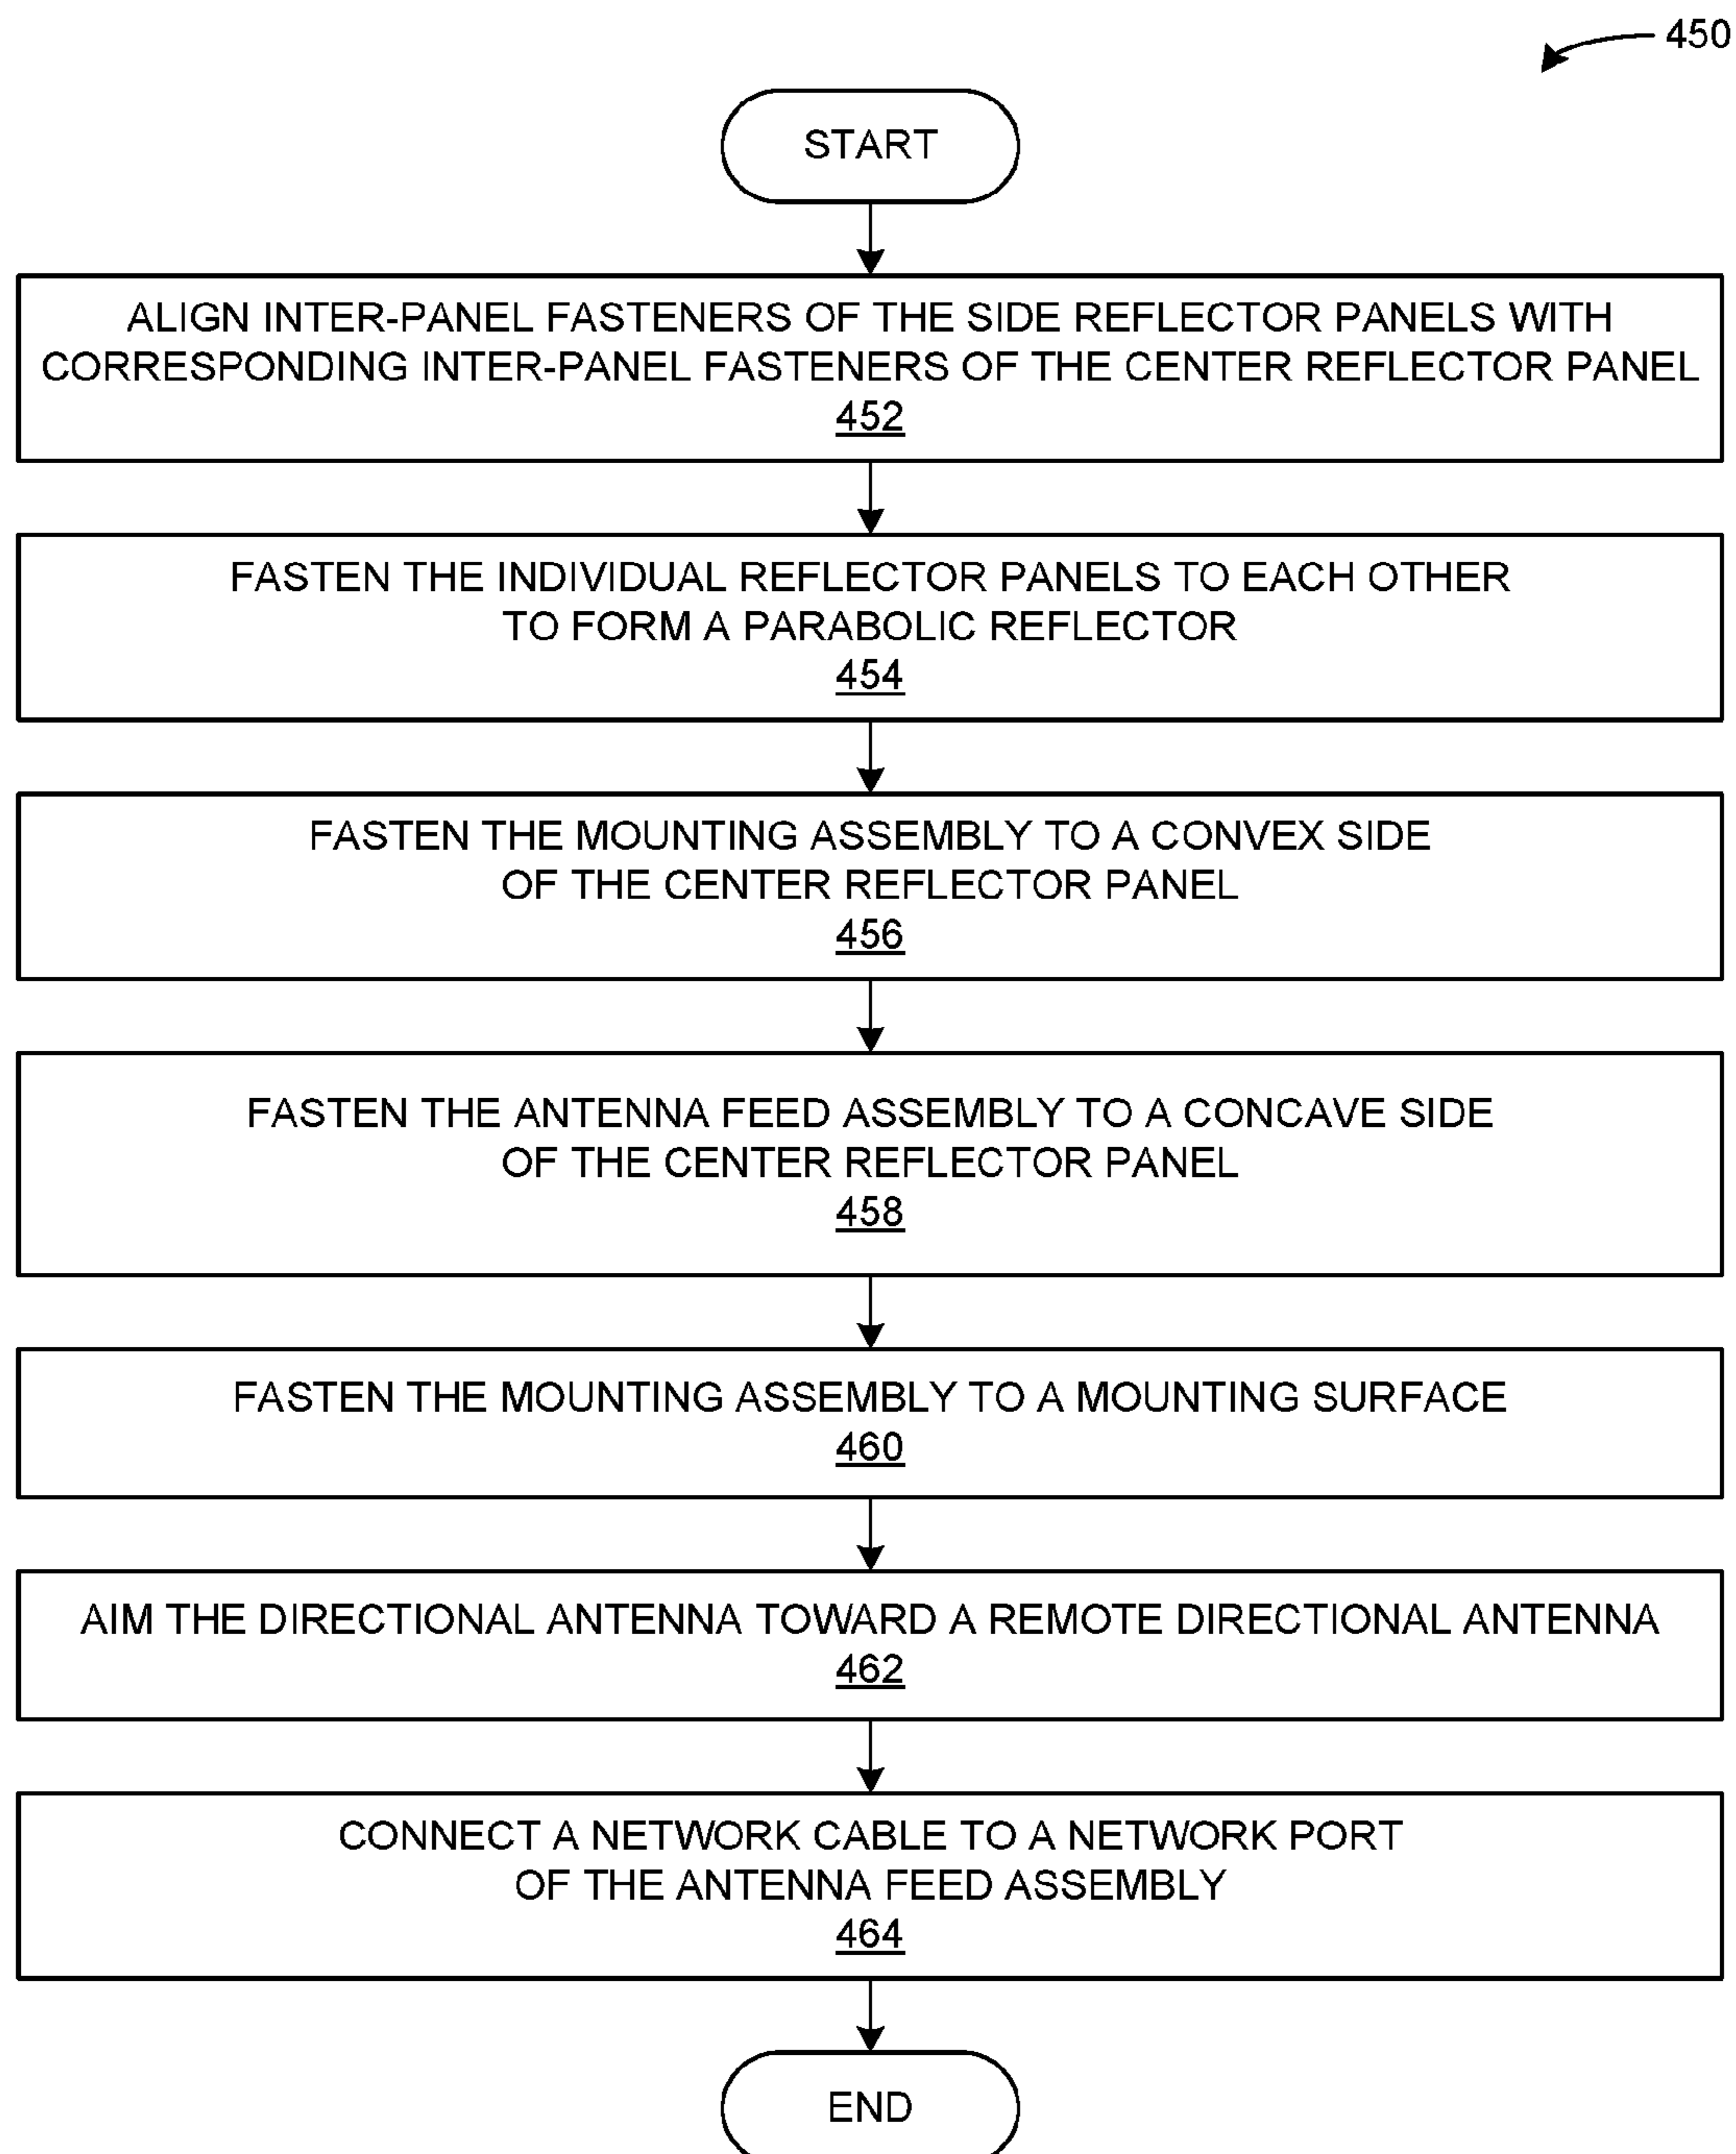 450
START
ALIGN INTER-PANEL FASTENERS OF THE SIDE REFLECTOR PANELS WITH
CORRESPONDING INTER-PANEL FASTENERS OF THE CENTER REFLECTOR PANEL
452
FASTEN THE INDIVIDUAL REFLECTOR PANELS TO EACH OTHER
TO FORM A PARABOLIC REFLECTOR
454
FASTEN THE MOUNTING ASSEMBLY TO A CONVEX SIDE
OF THE CENTER REFLECTOR PANEL
456
FASTEN THE ANTENNA FEED ASSEMBLY TO A CONCAVE SIDE
OF THE CENTER REFLECTOR PANEL
458
FASTEN THE MOUNTING ASSEMBLY TO A MOUNTING SURFACE
460
AIM THE DIRECTIONAL ANTENNA TOWARD A REMOTE DIRECTIONAL ANTENNA
462
CONNECT A NETWORK CABLE TO A NETWORK PORT
OF THE ANTENNA FEED ASSEMBLY
464
END